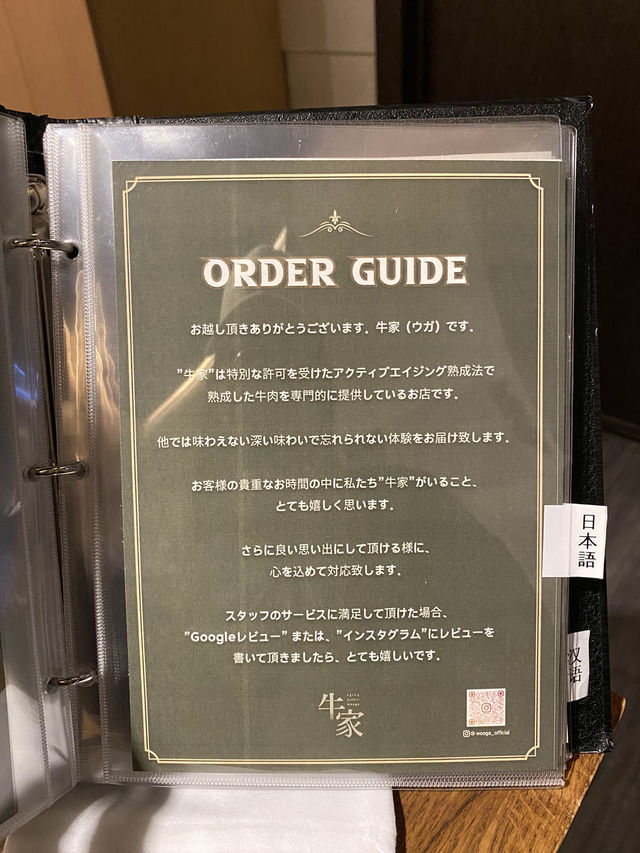 ORDER GUIDE
お越し頂きありがとうございます。牛家（ウガ）です。
”牛家”は特別な許可を受けたアクティブエイジング熟成法で
熟成した牛肉を専門的に提供しているお店です。
他では味わえない深い味わいで忘れられない体験をお届け致します。
お客様の貴重なお時間の中に私たち”牛家”がいること、
とても嬉しく思います。
さらに良い思い出にして頂ける様に、
心を込めて対応致します。
スタッフのサービスに満足して頂けた場合、
”Googleレビュー” または、”インスタグラム”にレビューを
書いて頂きましたら、とても嬉しいです。
牛家
@wooga_official
日本語
汉语